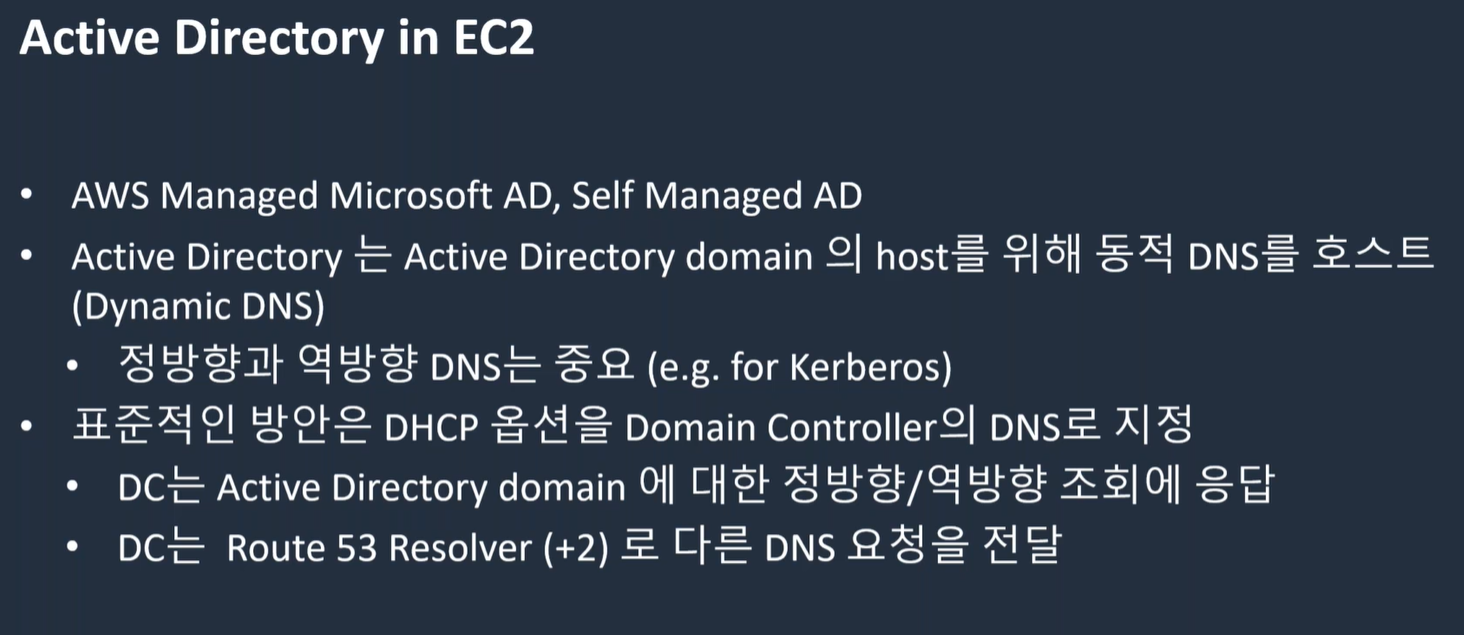 Active Directory in EC2
• AWS Managed Microsoft AD, Self Managed AD
• Active Directory 는 Active Directory domain 의 host를 위해 동적 DNS를 호스트
(Dynamic DNS)
• 정방향과 역방향 DNS는 중요 (e.g. for Kerberos)
• 표준적인 방안은 DHCP 옵션을 Domain Controller의 DNS로 지정
• DC는 Active Directory domain 에 대한 정방향/역방향 조회에 응답
• DC는 Route 53 Resolver (+2) 로 다른 DNS 요청을 전달